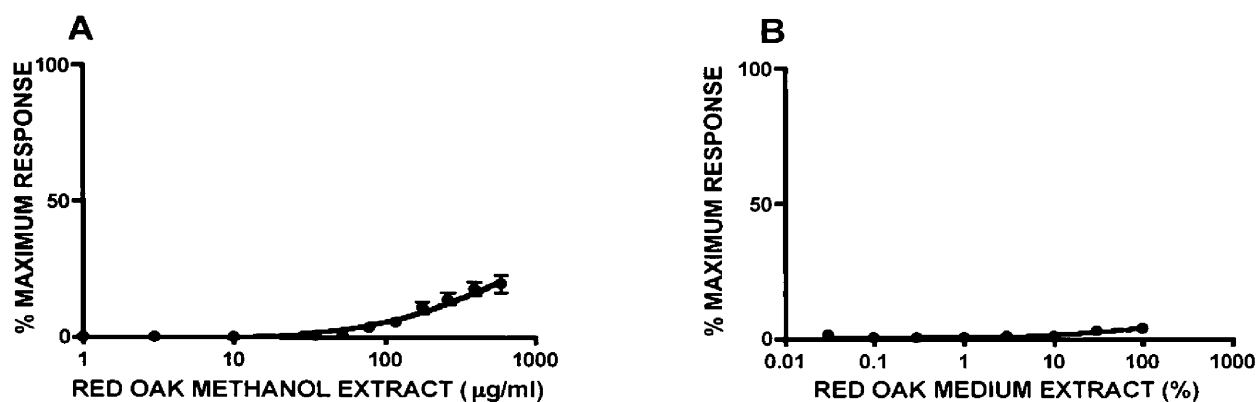 A
% MAXIMUM RESPONSE
100
50
0
1
10
100
1000
RED OAK METHANOL EXTRACT (µg/ml)
B
% MAXIMUM RESPONSE
100
50
0
0.01
0.1
1
10
100
1000
RED OAK MEDIUM EXTRACT (%)